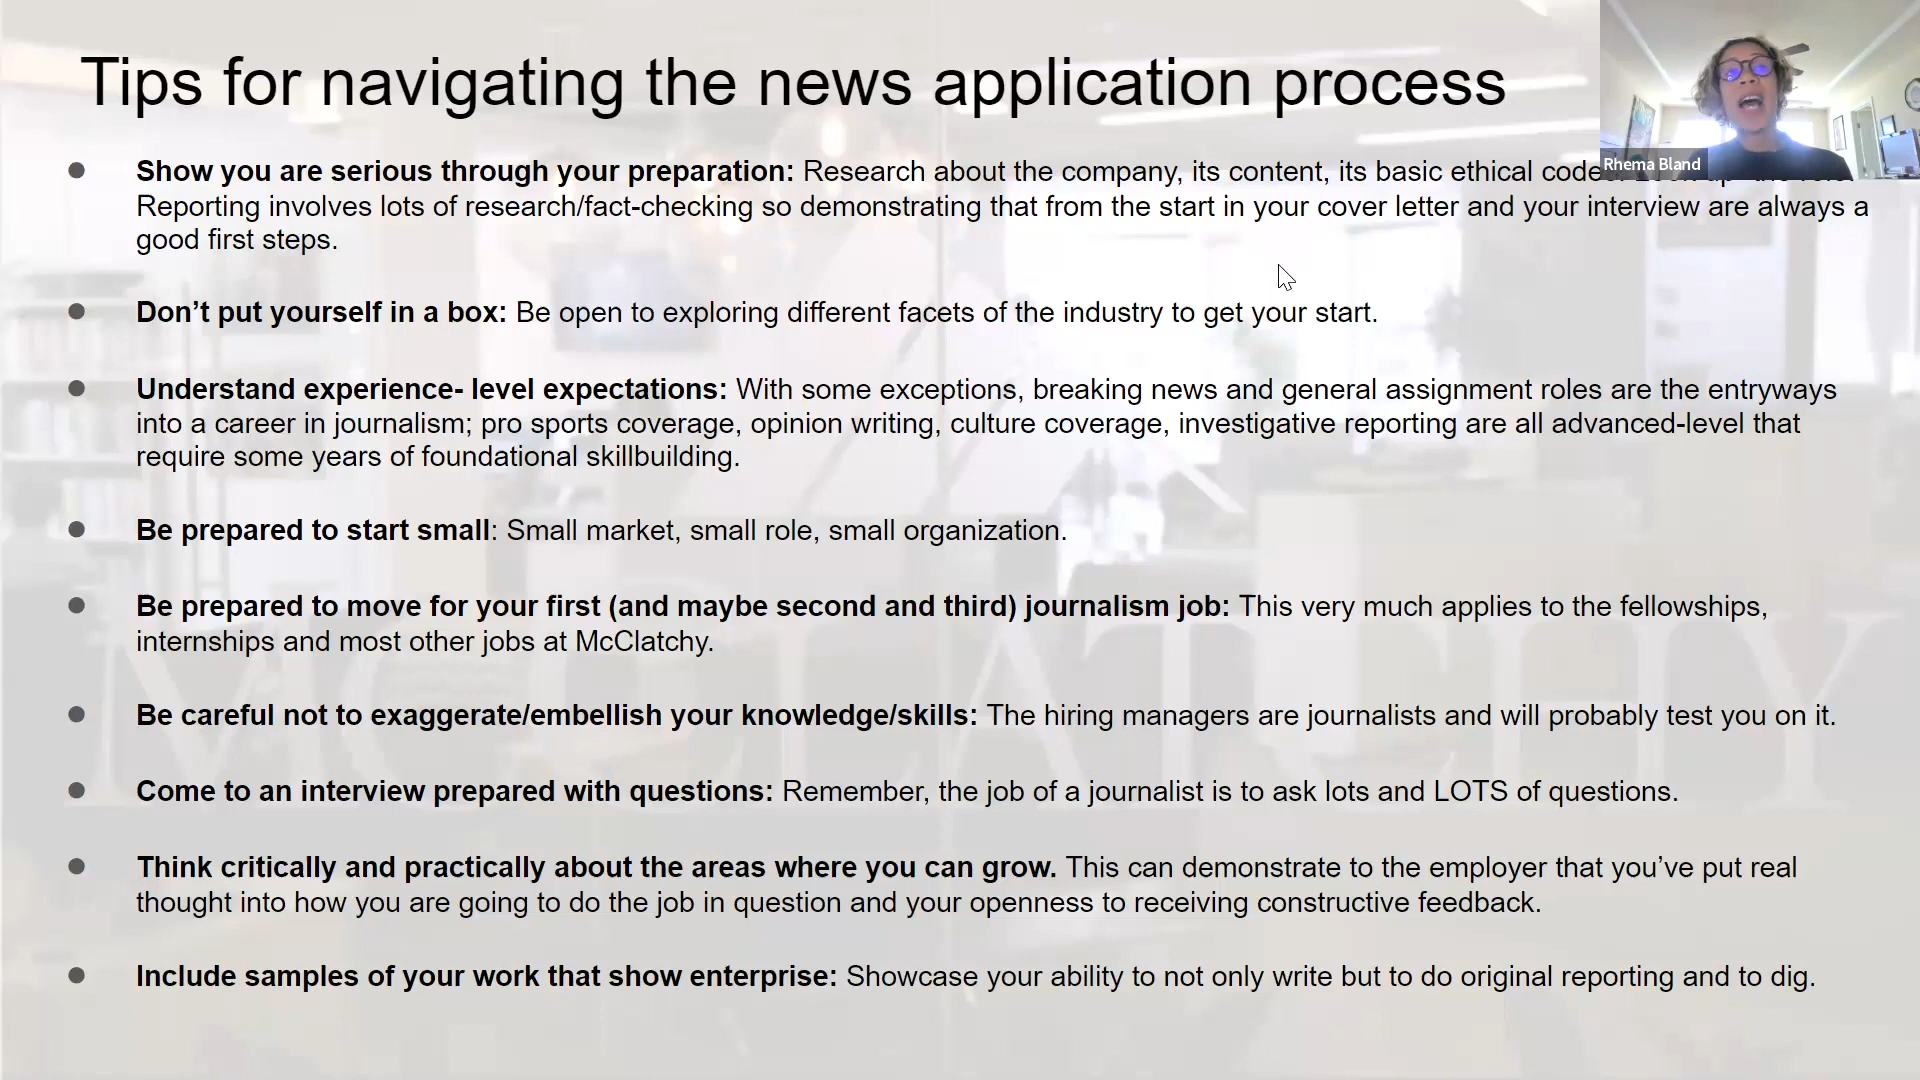 Tips for navigating the news application process
Rhema Bland
● Show you are serious through your preparation: Research about the company, its content, its basic ethical codes.
Reporting involves lots of research/fact-checking so demonstrating that from the start in your cover letter and your interview are always a
good first steps.
● Don’t put yourself in a box: Be open to exploring different facets of the industry to get your start.
● Understand experience- level expectations: With some exceptions, breaking news and general assignment roles are the entryways
into a career in journalism; pro sports coverage, opinion writing, culture coverage, investigative reporting are all advanced-level that
require some years of foundational skillbuilding.
● Be prepared to start small: Small market, small role, small organization.
● Be prepared to move for your first (and maybe second and third) journalism job: This very much applies to the fellowships,
internships and most other jobs at McClatchy.
● Be careful not to exaggerate/embellish your knowledge/skills: The hiring managers are journalists and will probably test you on it.
● Come to an interview prepared with questions: Remember, the job of a journalist is to ask lots and LOTS of questions.
● Think critically and practically about the areas where you can grow. This can demonstrate to the employer that you’ve put real
thought into how you are going to do the job in question and your openness to receiving constructive feedback.
● Include samples of your work that show enterprise: Showcase your ability to not only write but to do original reporting and to dig.
MCCLATCHY